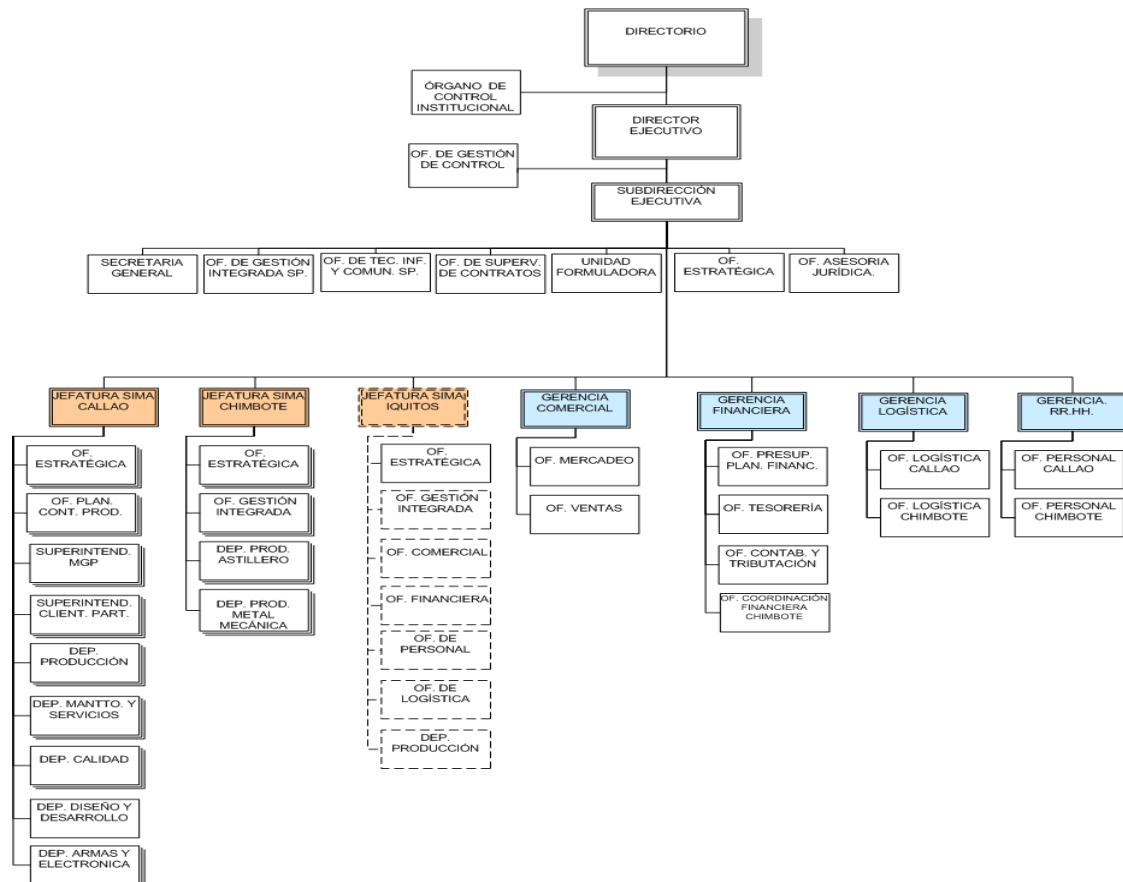 DIRECTORIO
ÓRGANO DE
CONTROL
INSTITUCIONAL
DIRECTOR
EJECUTIVO
OF. DE GESTIÓN
DE CONTROL
SUBDIRECCIÓN
EJECUTIVA
SECRETARIA
GENERAL
OF. DE GESTIÓN
INTEGRADA SP.
OF. DE TEC. INF.
Y COMUN. SP.
OF. DE SUPERV.
DE CONTRATOS
UNIDAD
FORMULADORA
OF.
ESTRATÉGICA
OF. ASESORIA
JURÍDICA.
JEFATURA SIMA
CALLAO
OF.
ESTRATÉGICA
OF. PLAN.
CONT. PROD.
SUPERINTEND.
MGP
SUPERINTEND.
CLIENT. PART.
DEP.
PRODUCCIÓN
DEP. MANTTO. Y
SERVICIOS
DEP. CALIDAD
DEP. DISEÑO Y
DESARROLLO
DEP. ARMAS Y
ELECTRONICA
JEFATURA SIMA
CHIMBOTE
OF.
ESTRATÉGICA
OF. GESTIÓN
INTEGRADA
DEP. PROD.
ASTILLERO
DEP. PROD.
METAL
MECÁNICA
JEFATURA SIMA
IQUITOS
OF.
ESTRATÉGICA
OF. GESTIÓN
INTEGRADA
OF. COMERCIAL
OF. FINANCIERA
OF. DE
PERSONAL
OF. DE
LOGÍSTICA
DEP.
PRODUCCIÓN
GERENCIA
COMERCIAL
OF. MERCADEO
OF. VENTAS
GERENCIA
FINANCIERA
OF. PRESUP.
PLAN. FINANC.
OF. TESORERÍA
OF. CONTAB. Y
TRIBUTACIÓN
OF. COORDINACIÓN
FINANCIERA
CHIMBOTE
GERENCIA
LOGÍSTICA
OF. LOGÍSTICA
CALLAO
OF. LOGÍSTICA
CHIMBOTE
GERENCIA.
RR.HH.
OF. PERSONAL
CALLAO
OF. PERSONAL
CHIMBOTE